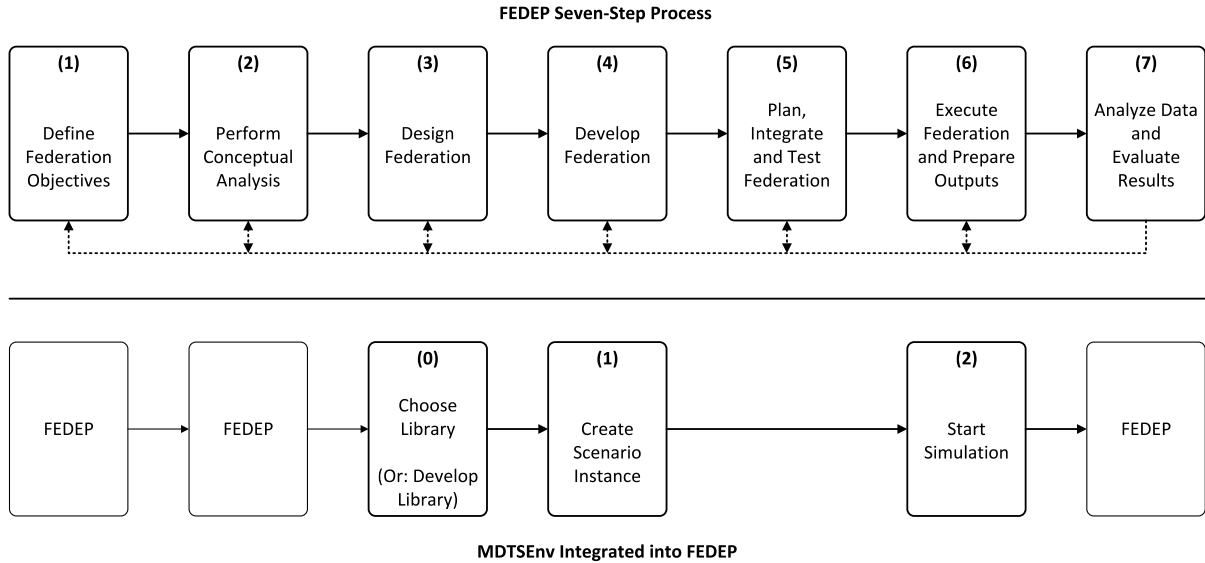 FEDEP Seven-Step Process
(1)
Define
Federation
Objectives
(2)
Perform
Conceptual
Analysis
(3)
Design
Federation
(4)
Develop
Federation
(5)
Plan,
Integrate
and Test
Federation
(6)
Execute
Federation
and Prepare
Outputs
(7)
Analyze Data
and
Evaluate
Results
FEDEP
FEDEP
(0)
Choose
Library
(Or: Develop
Library)
(1)
Create
Scenario
Instance
(2)
Start
Simulation
FEDEP
MDTSEnv Integrated into FEDEP